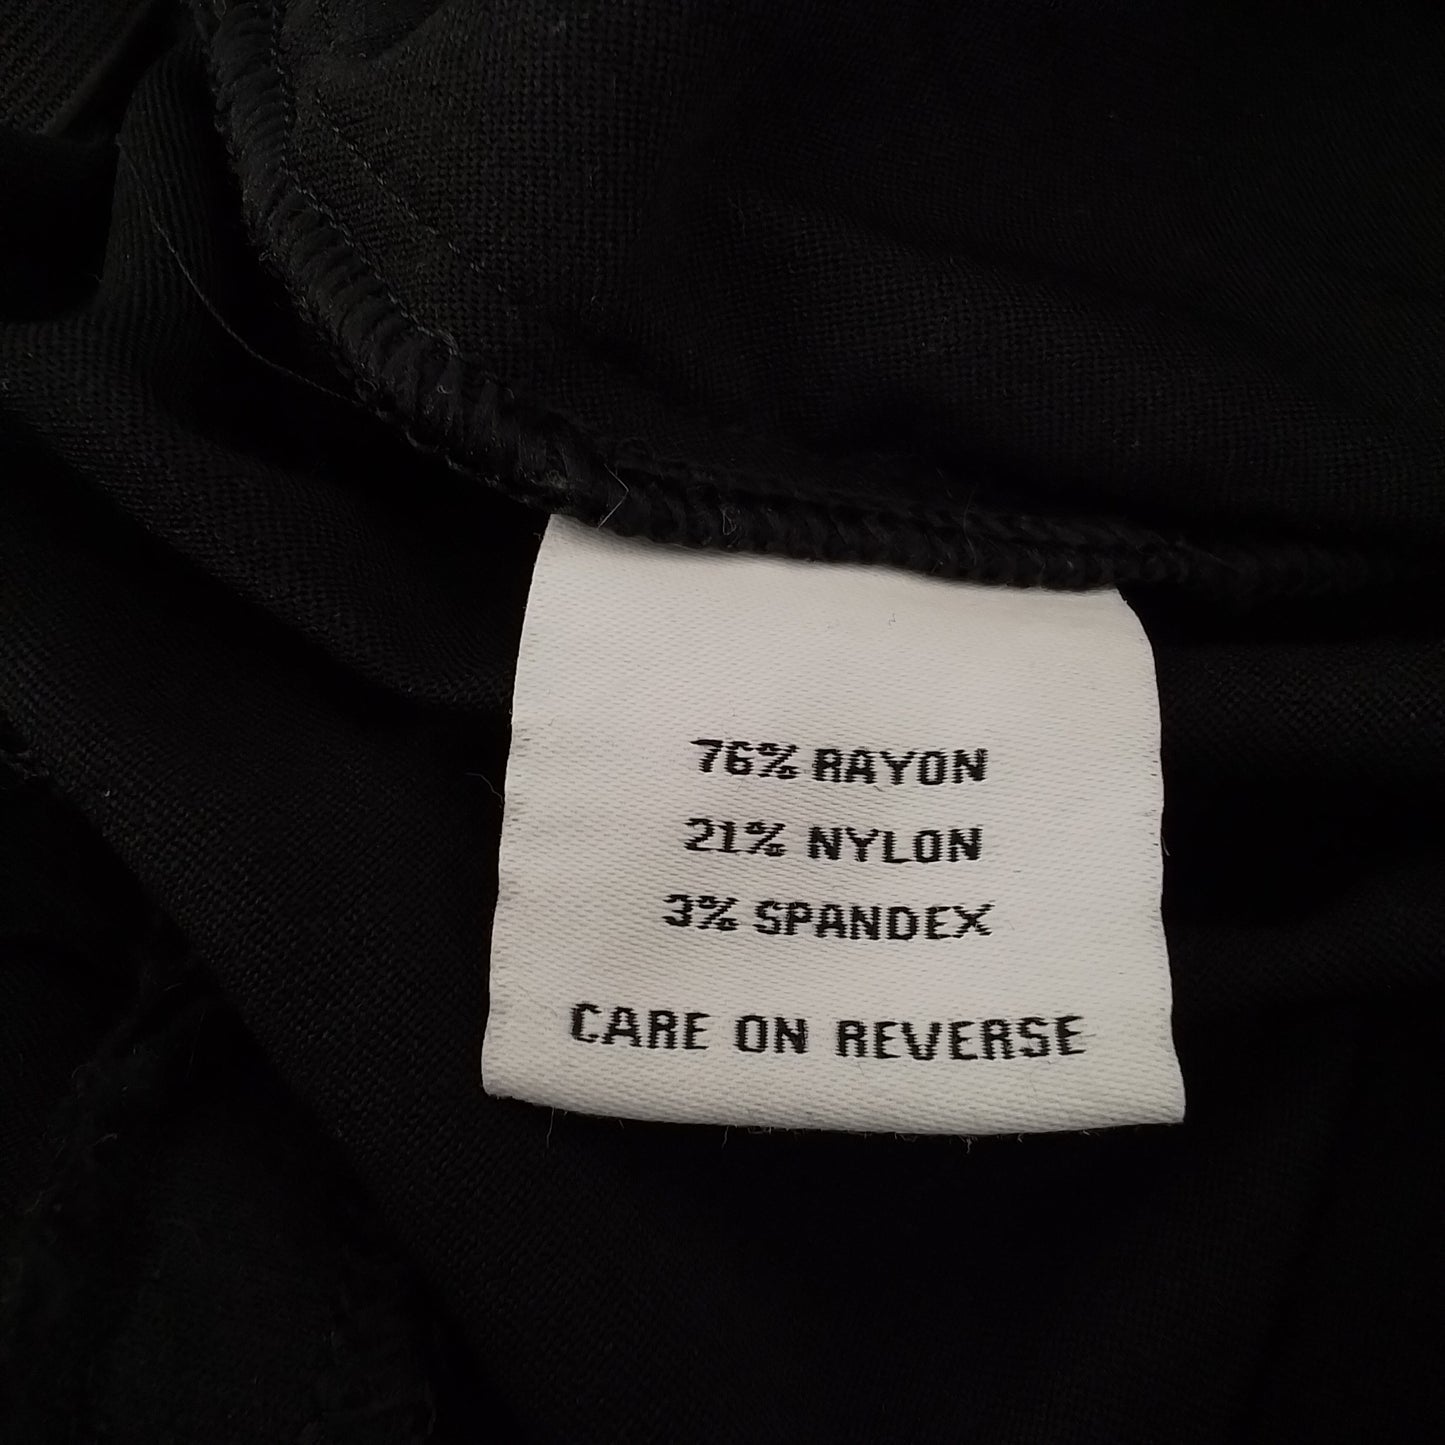 76% RAYON
21% NYLON
3% SPANDEX
CARE ON REVERSE